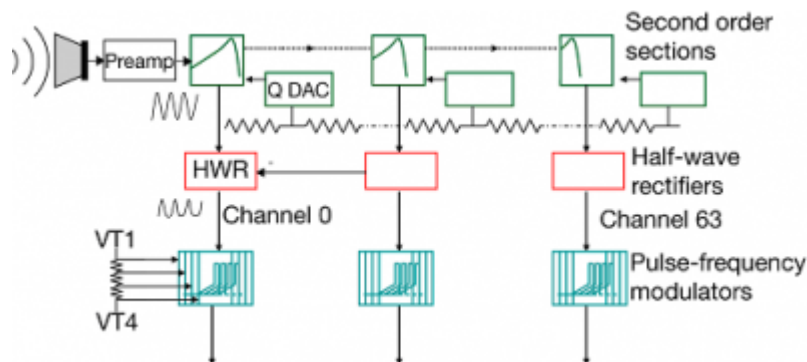 Second order
sections
Preamp
Q DAC
HWR
Half-wave
rectifiers
Channel 0
Channel 63
VT1
Pulse-frequency
modulators
VT4